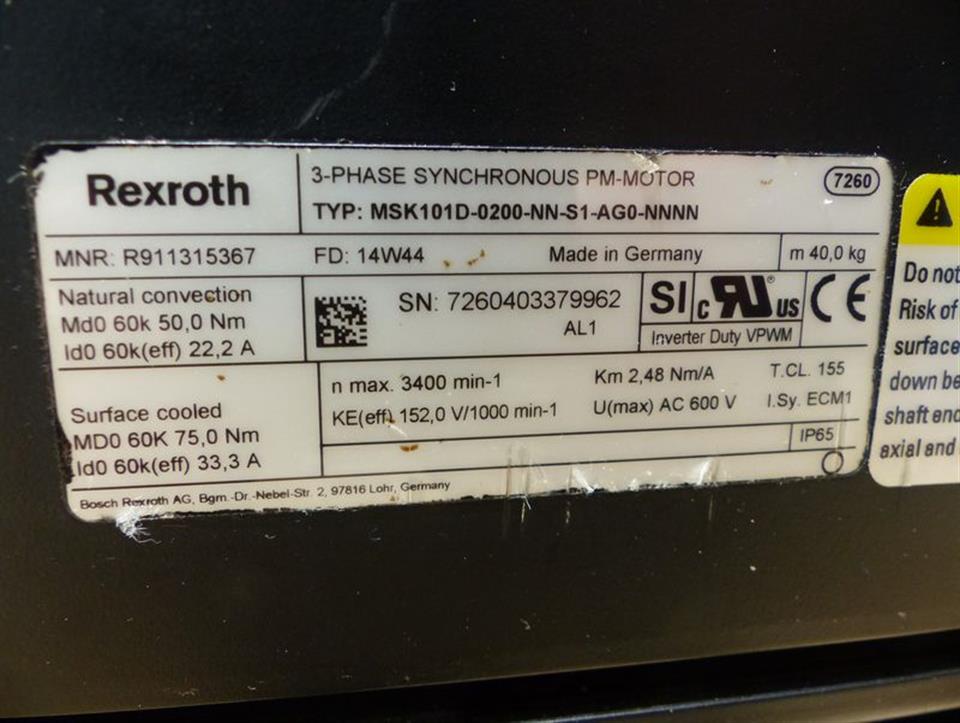 Rexroth
3-PHASE SYNCHRONOUS PM-MOTOR
7260
TYP: MSK101D-0200-NN-S1-AG0-NNNN
MNR: R911315367
FD: 14W44
Made in Germany
m 40,0 kg
Natural convection
Md0 60k 50,0 Nm
Id0 60k(eff) 22,2 A
SN: 7260403379962
AL1
SI
c RU US
CE
Inverter Duty VPWM
Surface cooled
MD0 60K 75,0 Nm
Id0 60k(eff) 33,3 A
n max. 3400 min-1
Km 2,48 Nm/A
T.CL. 155
KE(eff) 152,0 V/1000 min-1
U(max) AC 600 V
I.Sy. ECM1
IP65
Bosch Rexroth AG, Bgm.-Dr.-Nebel-Str. 2, 97816 Lohr, Germany
Do not
Risk of
surface
down be
shaft end
axial and